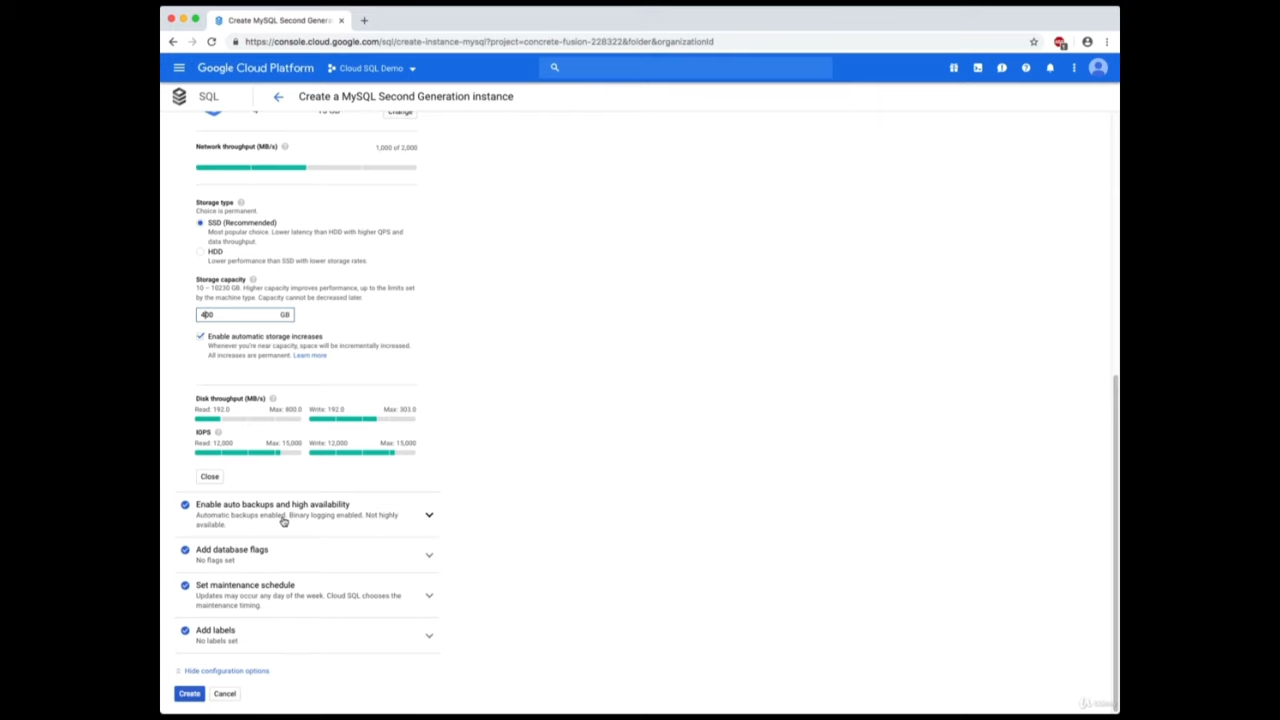 Create MySQL Second Gener
https://console.cloud.google.com/sql/create-instance-mysql?project=concrete-fusion-228322&folder&organizationId
Google Cloud Platform
Cloud SQL Demo
SQL
Create a MySQL Second Generation instance
Change
Network throughput (MB/s)
1,000 of 2,000
Storage type
Choice is permanent.
SSD (Recommended)
Most popular choice. Lower latency than HDD with higher QPS and
data throughput.
HDD
Lower performance than SSD with lower storage rates.
Storage capacity
10 – 10230 GB. Higher capacity improves performance, up to the limits set
by the machine type. Capacity cannot be decreased later.
400 GB
Enable automatic storage increases
Whenever you're near capacity, space will be incrementally increased.
All increases are permanent. Learn more
Disk throughput (MB/s)
Read: 192.0 Max: 800.0 Write: 192.0 Max: 303.0
IOPS
Read: 12,000 Max: 15,000 Write: 12,000 Max: 15,000
Close
Enable auto backups and high availability
Automatic backups enabled. Binary logging enabled. Not highly
available.
Add database flags
No flags set
Set maintenance schedule
Updates may occur any day of the week. Cloud SQL chooses the
maintenance timing.
Add labels
No labels set
Hide configuration options
Create Cancel